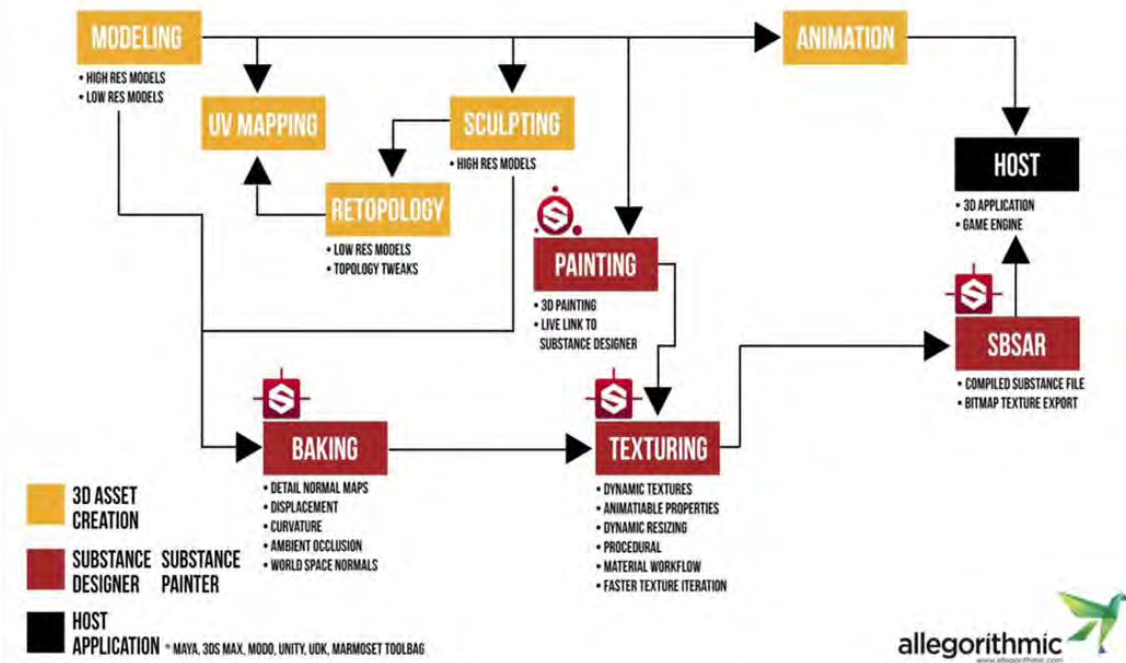 MODELING
• HIGH RES MODELS
• LOW RES MODELS
ANIMATION
UV MAPPING
SCULPTING
• HIGH RES MODELS
HOST
• 3D APPLICATION
• GAME ENGINE
RETOPOLOGY
• LOW RES MODELS
• TOPOLOGY TWEAKS
PAINTING
• 3D PAINTING
• LIVE LINK TO
SUBSTANCE DESIGNER
SBSAR
• COMPILED SUBSTANCE FILE
• BITMAP TEXTURE EXPORT
BAKING
• DETAIL NORMAL MAPS
• DISPLACEMENT
• CURVATURE
• AMBIENT OCCLUSION
• WORLD SPACE NORMALS
TEXTURING
• DYNAMIC TEXTURES
• ANIMATIABLE PROPERTIES
• DYNAMIC RESIZING
• PROCEDURAL
• MATERIAL WORKFLOW
• FASTER TEXTURE ITERATION
3D ASSET
CREATION
SUBSTANCE SUBSTANCE
DESIGNER PAINTER
HOST
APPLICATION * MAYA, 3DS MAX, MODO, UNITY, UDK, MARMOSET TOOLBAG
allegorithmic
www.allegorithmic.com